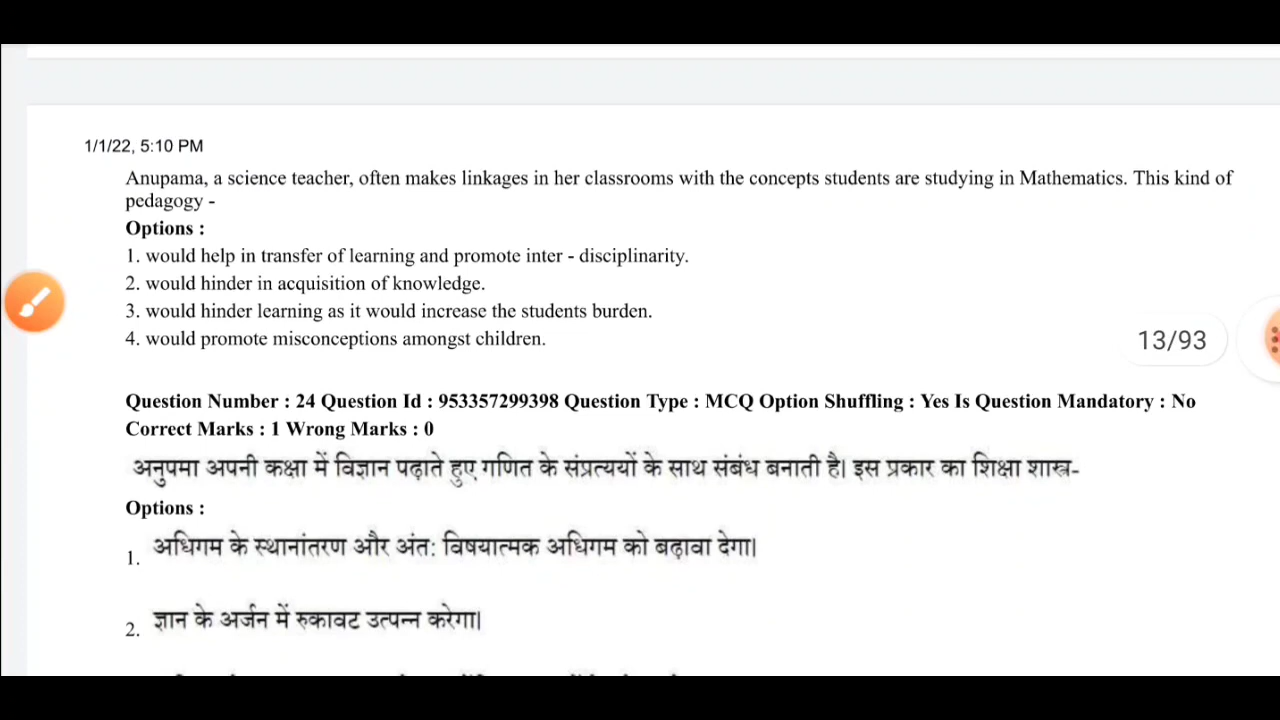 1/1/22, 5:10 PM
Anupama, a science teacher, often makes linkages in her classrooms with the concepts students are studying in Mathematics. This kind of
pedagogy -
Options :
1. would help in transfer of learning and promote inter - disciplinarity.
2. would hinder in acquisition of knowledge.
3. would hinder learning as it would increase the students burden.
4. would promote misconceptions amongst children.
13/93
Question Number : 24 Question Id : 953357299398 Question Type : MCQ Option Shuffling : Yes Is Question Mandatory : No
Correct Marks : 1 Wrong Marks : 0
अनुपमा अपनी कक्षा में विज्ञान पढ़ाते हुए गणित के संप्रत्ययों के साथ संबंध बनाती है। इस प्रकार का शिक्षा शास्त्र-
Options :
1. अधिगम के स्थानांतरण और अंत: विषयात्मक अधिगम को बढ़ावा देगा।
2. ज्ञान के अर्जन में रुकावट उत्पन्न करेगा।